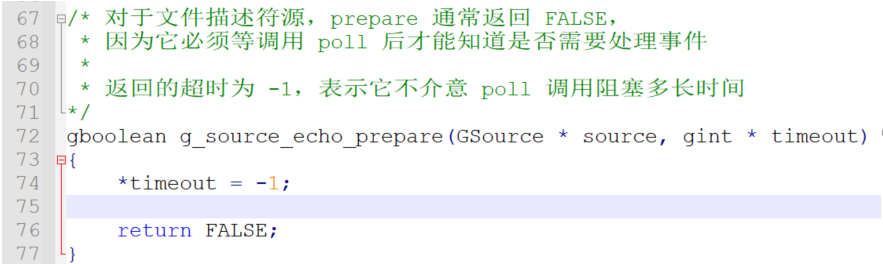 67 /* 对于文件描述符源，prepare 通常返回 FALSE，
68  * 因为它必须等调用 poll 后才能知道是否需要处理事件
69  *
70  * 返回的超时为 -1，表示它不介意 poll 调用阻塞多长时间
71 */
72 gboolean g_source_echo_prepare(GSource * source, gint * timeout)
73 {
74     *timeout = -1;
75
76     return FALSE;
77 }